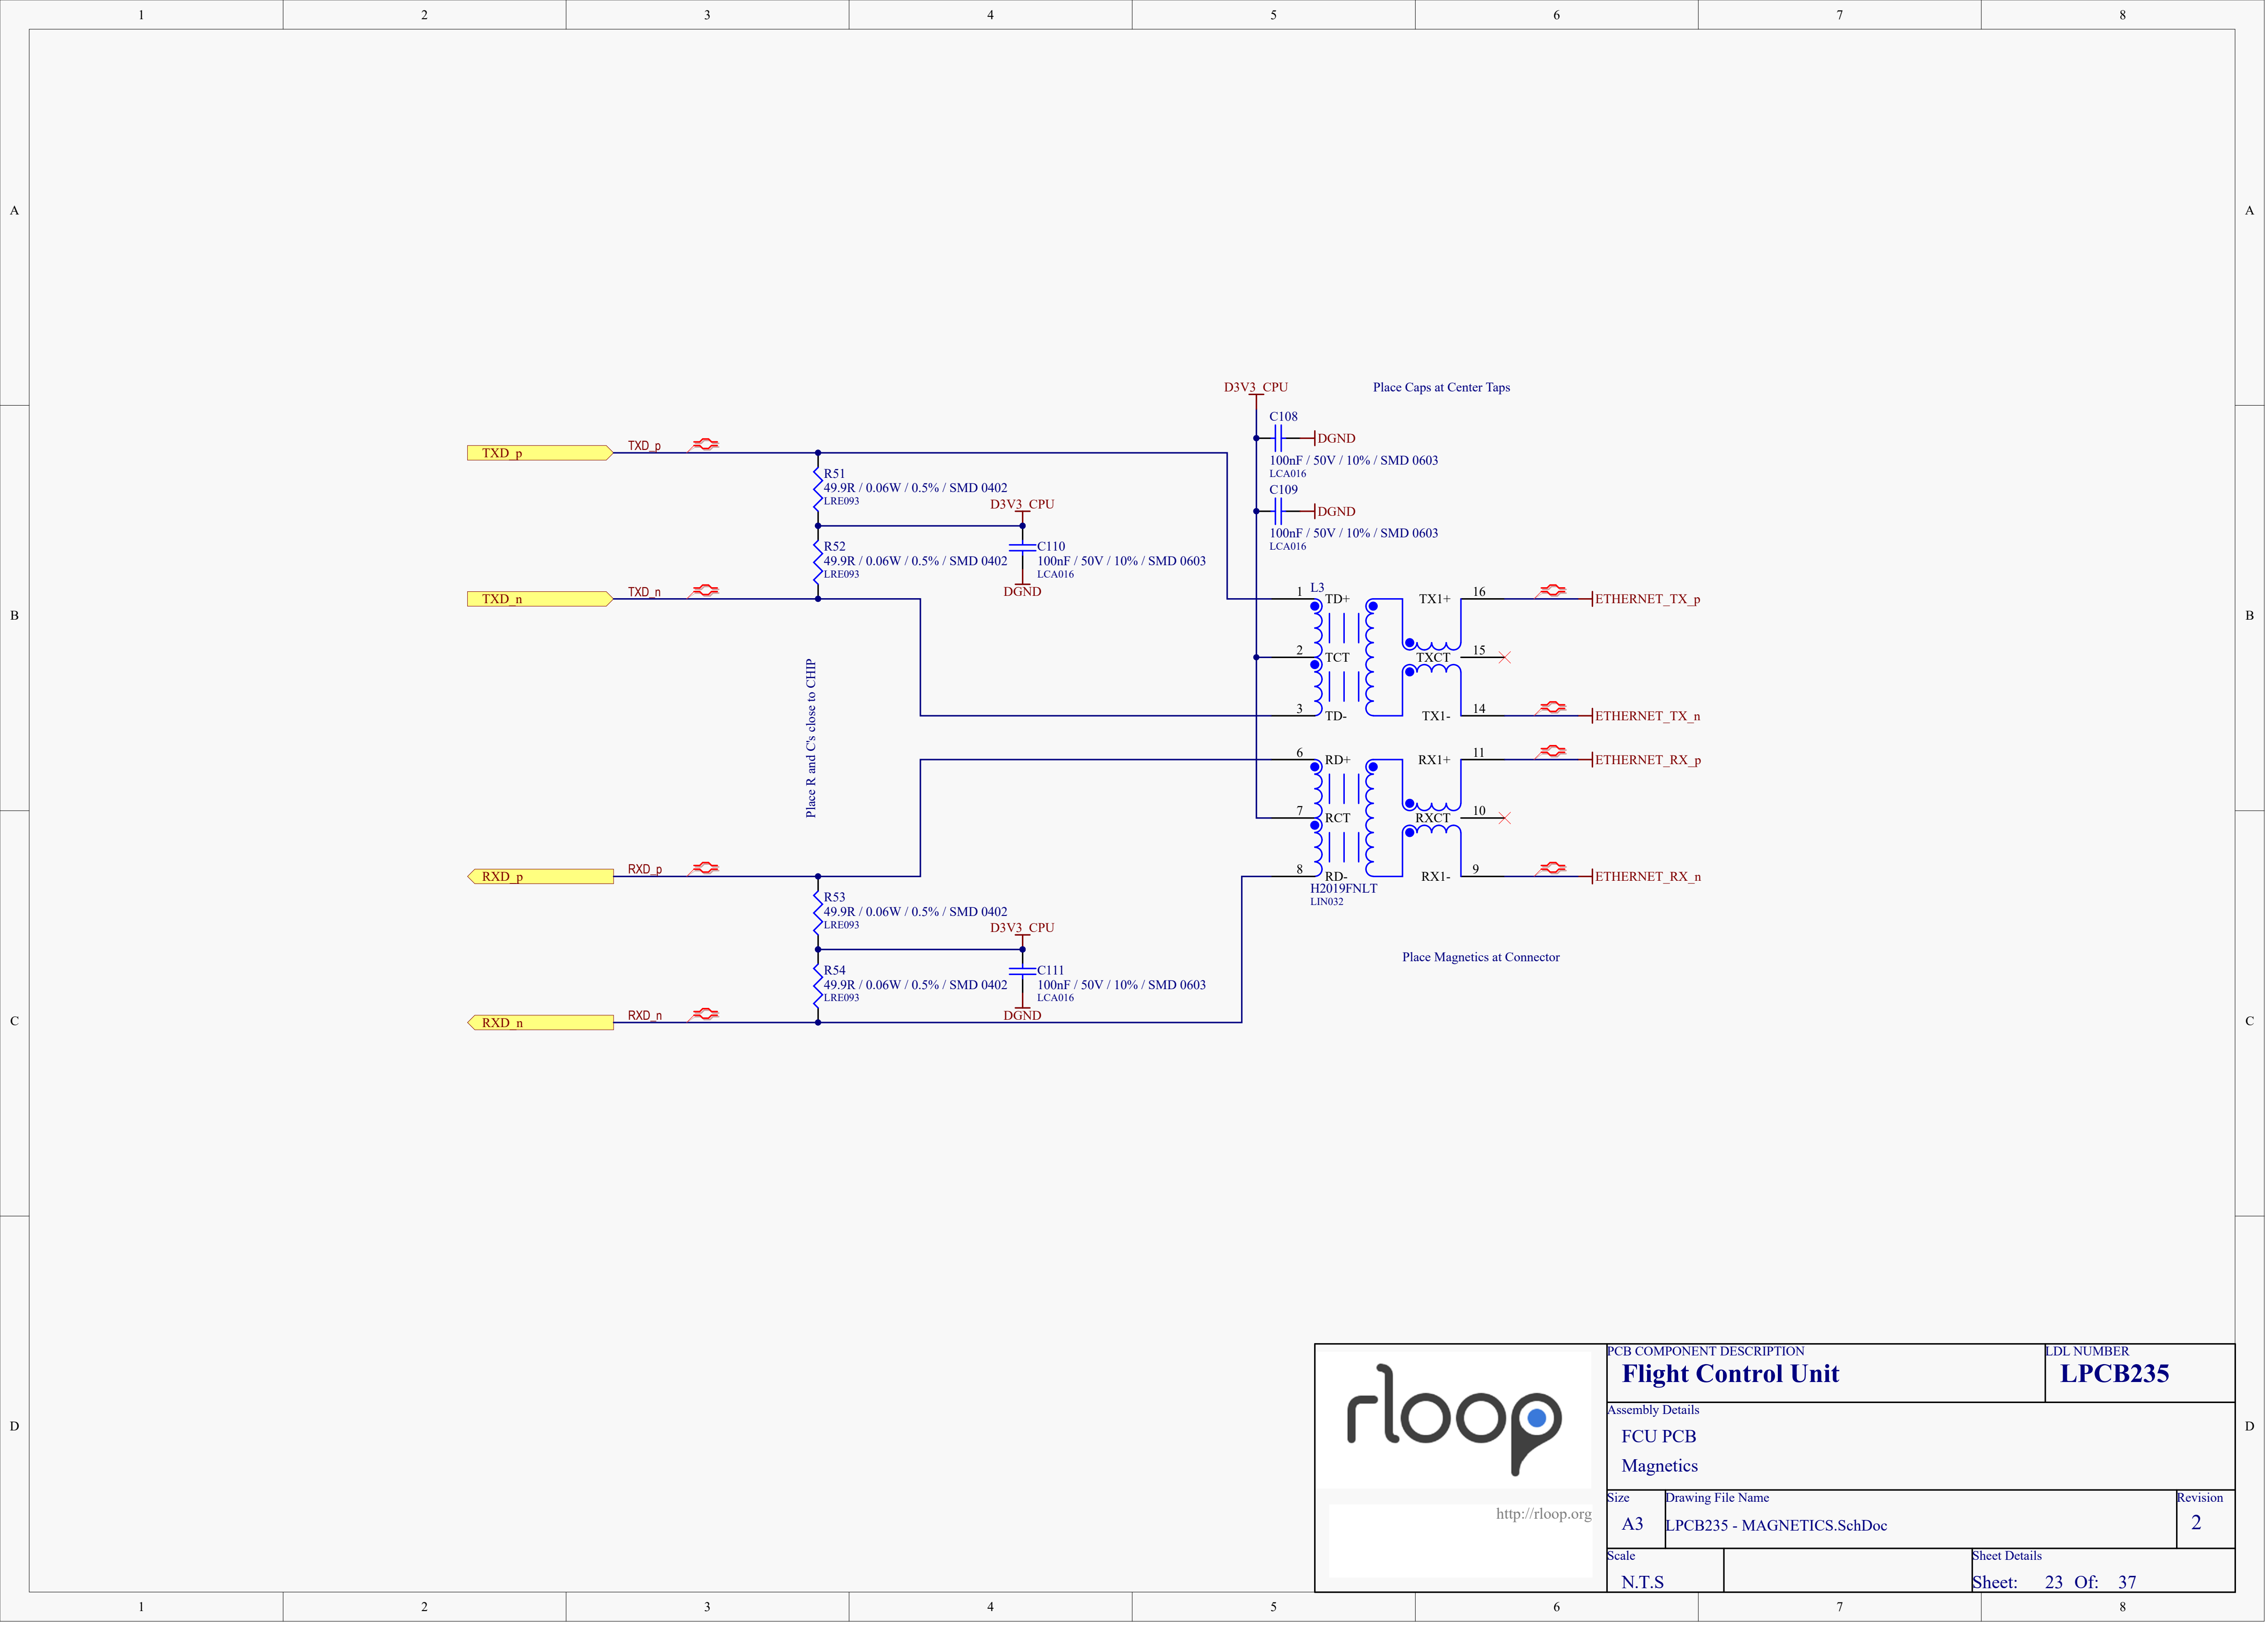 1 2 3 4 5 6 7 8
A A
D3V3_CPU
Place Caps at Center Taps
C108
DGND
100nF / 50V / 10% / SMD 0603
LCA016
C109
DGND
100nF / 50V / 10% / SMD 0603
LCA016
TXD_p TXD_p
R51
49.9R / 0.06W / 0.5% / SMD 0402
LRE093
D3V3_CPU
R52
49.9R / 0.06W / 0.5% / SMD 0402
LRE093
C110
100nF / 50V / 10% / SMD 0603
LCA016
DGND
TXD_n TXD_n
B B
L3
1 TD+ TX1+ 16 ETHERNET_TX_p
2 TCT TXCT 15
3 TD- TX1- 14 ETHERNET_TX_n
6 RD+ RX1+ 11 ETHERNET_RX_p
7 RCT RXCT 10
8 RD- RX1- 9 ETHERNET_RX_n
H2019FNLT
LIN032
Place R and C's close to CHIP
RXD_p RXD_p
R53
49.9R / 0.06W / 0.5% / SMD 0402
LRE093
D3V3_CPU
R54
49.9R / 0.06W / 0.5% / SMD 0402
LRE093
C111
100nF / 50V / 10% / SMD 0603
LCA016
DGND
RXD_n RXD_n
Place Magnetics at Connector
C C
D D
rloop
http://rloop.org
PCB COMPONENT DESCRIPTION
Flight Control Unit
LDL NUMBER
LPCB235
Assembly Details
FCU PCB
Magnetics
Size
A3
Drawing File Name
LPCB235 - MAGNETICS.SchDoc
Revision
2
Scale
N.T.S
Sheet Details
Sheet: 23 Of: 37
1 2 3 4 5 6 7 8